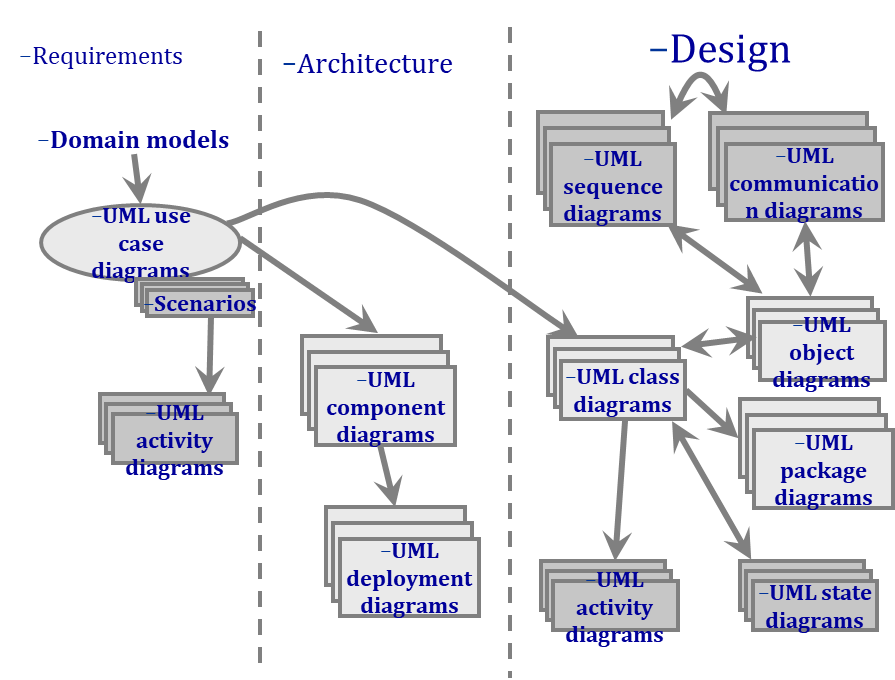 –Requirements
–Domain models
–UML use
case
diagrams
–Scenarios
–UML
activity
diagrams
–Architecture
–UML
component
diagrams
–UML
deployment
diagrams
–Design
–UML
sequence
diagrams
–UML
communicatio
n diagrams
–UML
object
diagrams
–UML class
diagrams
–UML
package
diagrams
–UML
activity
diagrams
–UML state
diagrams